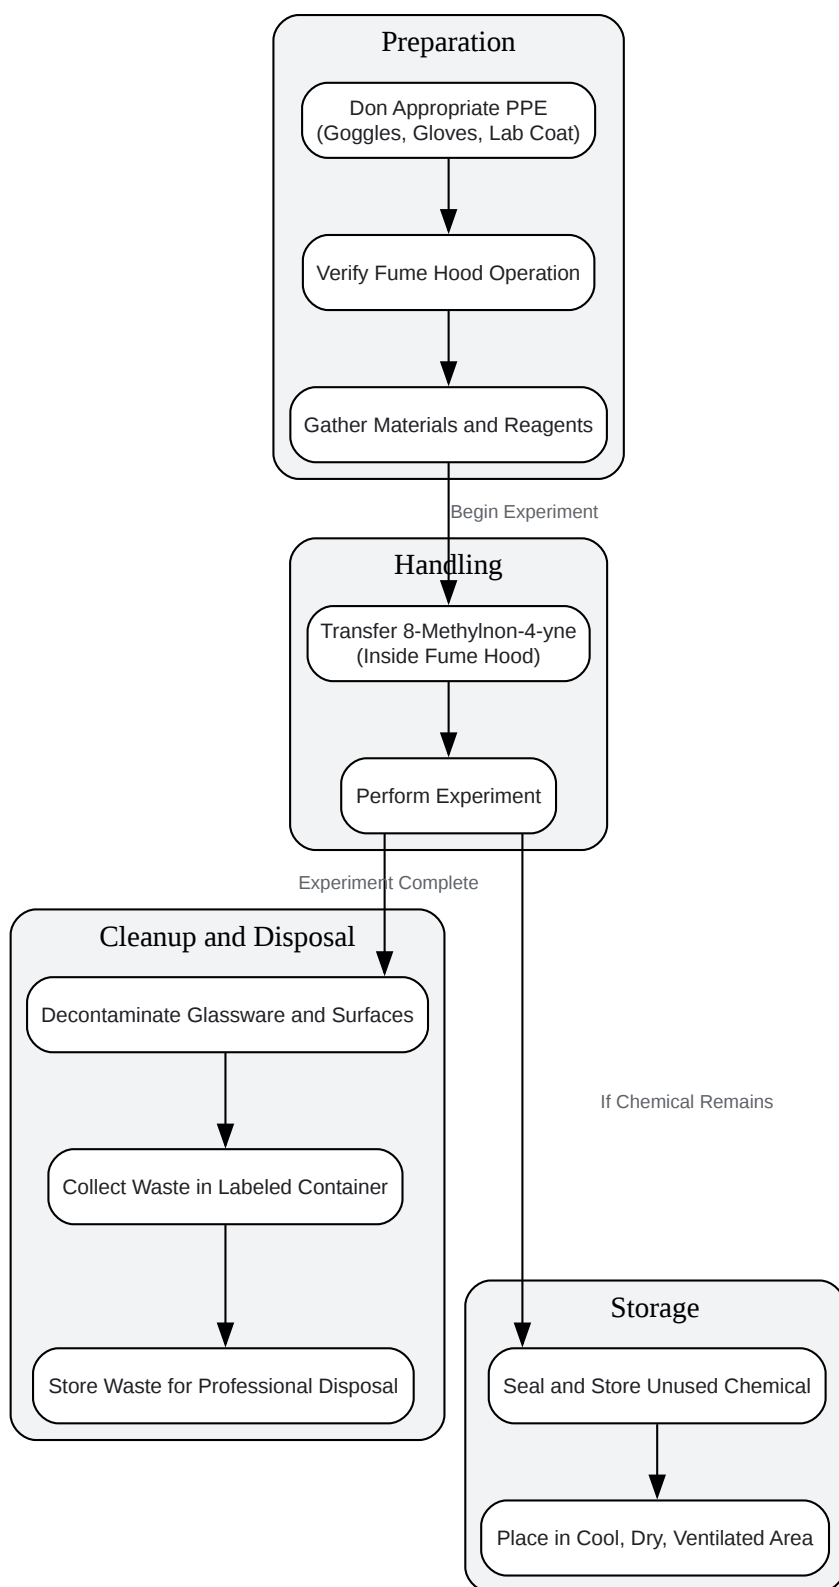 Preparation
Don Appropriate PPE
(Goggles, Gloves, Lab Coat)
Verify Fume Hood Operation
Gather Materials and Reagents
Begin Experiment
Handling
Transfer 8-Methylnon-4-yne
(Inside Fume Hood)
Perform Experiment
Experiment Complete
Cleanup and Disposal
Decontaminate Glassware and Surfaces
If Chemical Remains
Collect Waste in Labeled Container
Storage
Store Waste for Professional Disposal
Seal and Store Unused Chemical
Place in Cool, Dry, Ventilated Area